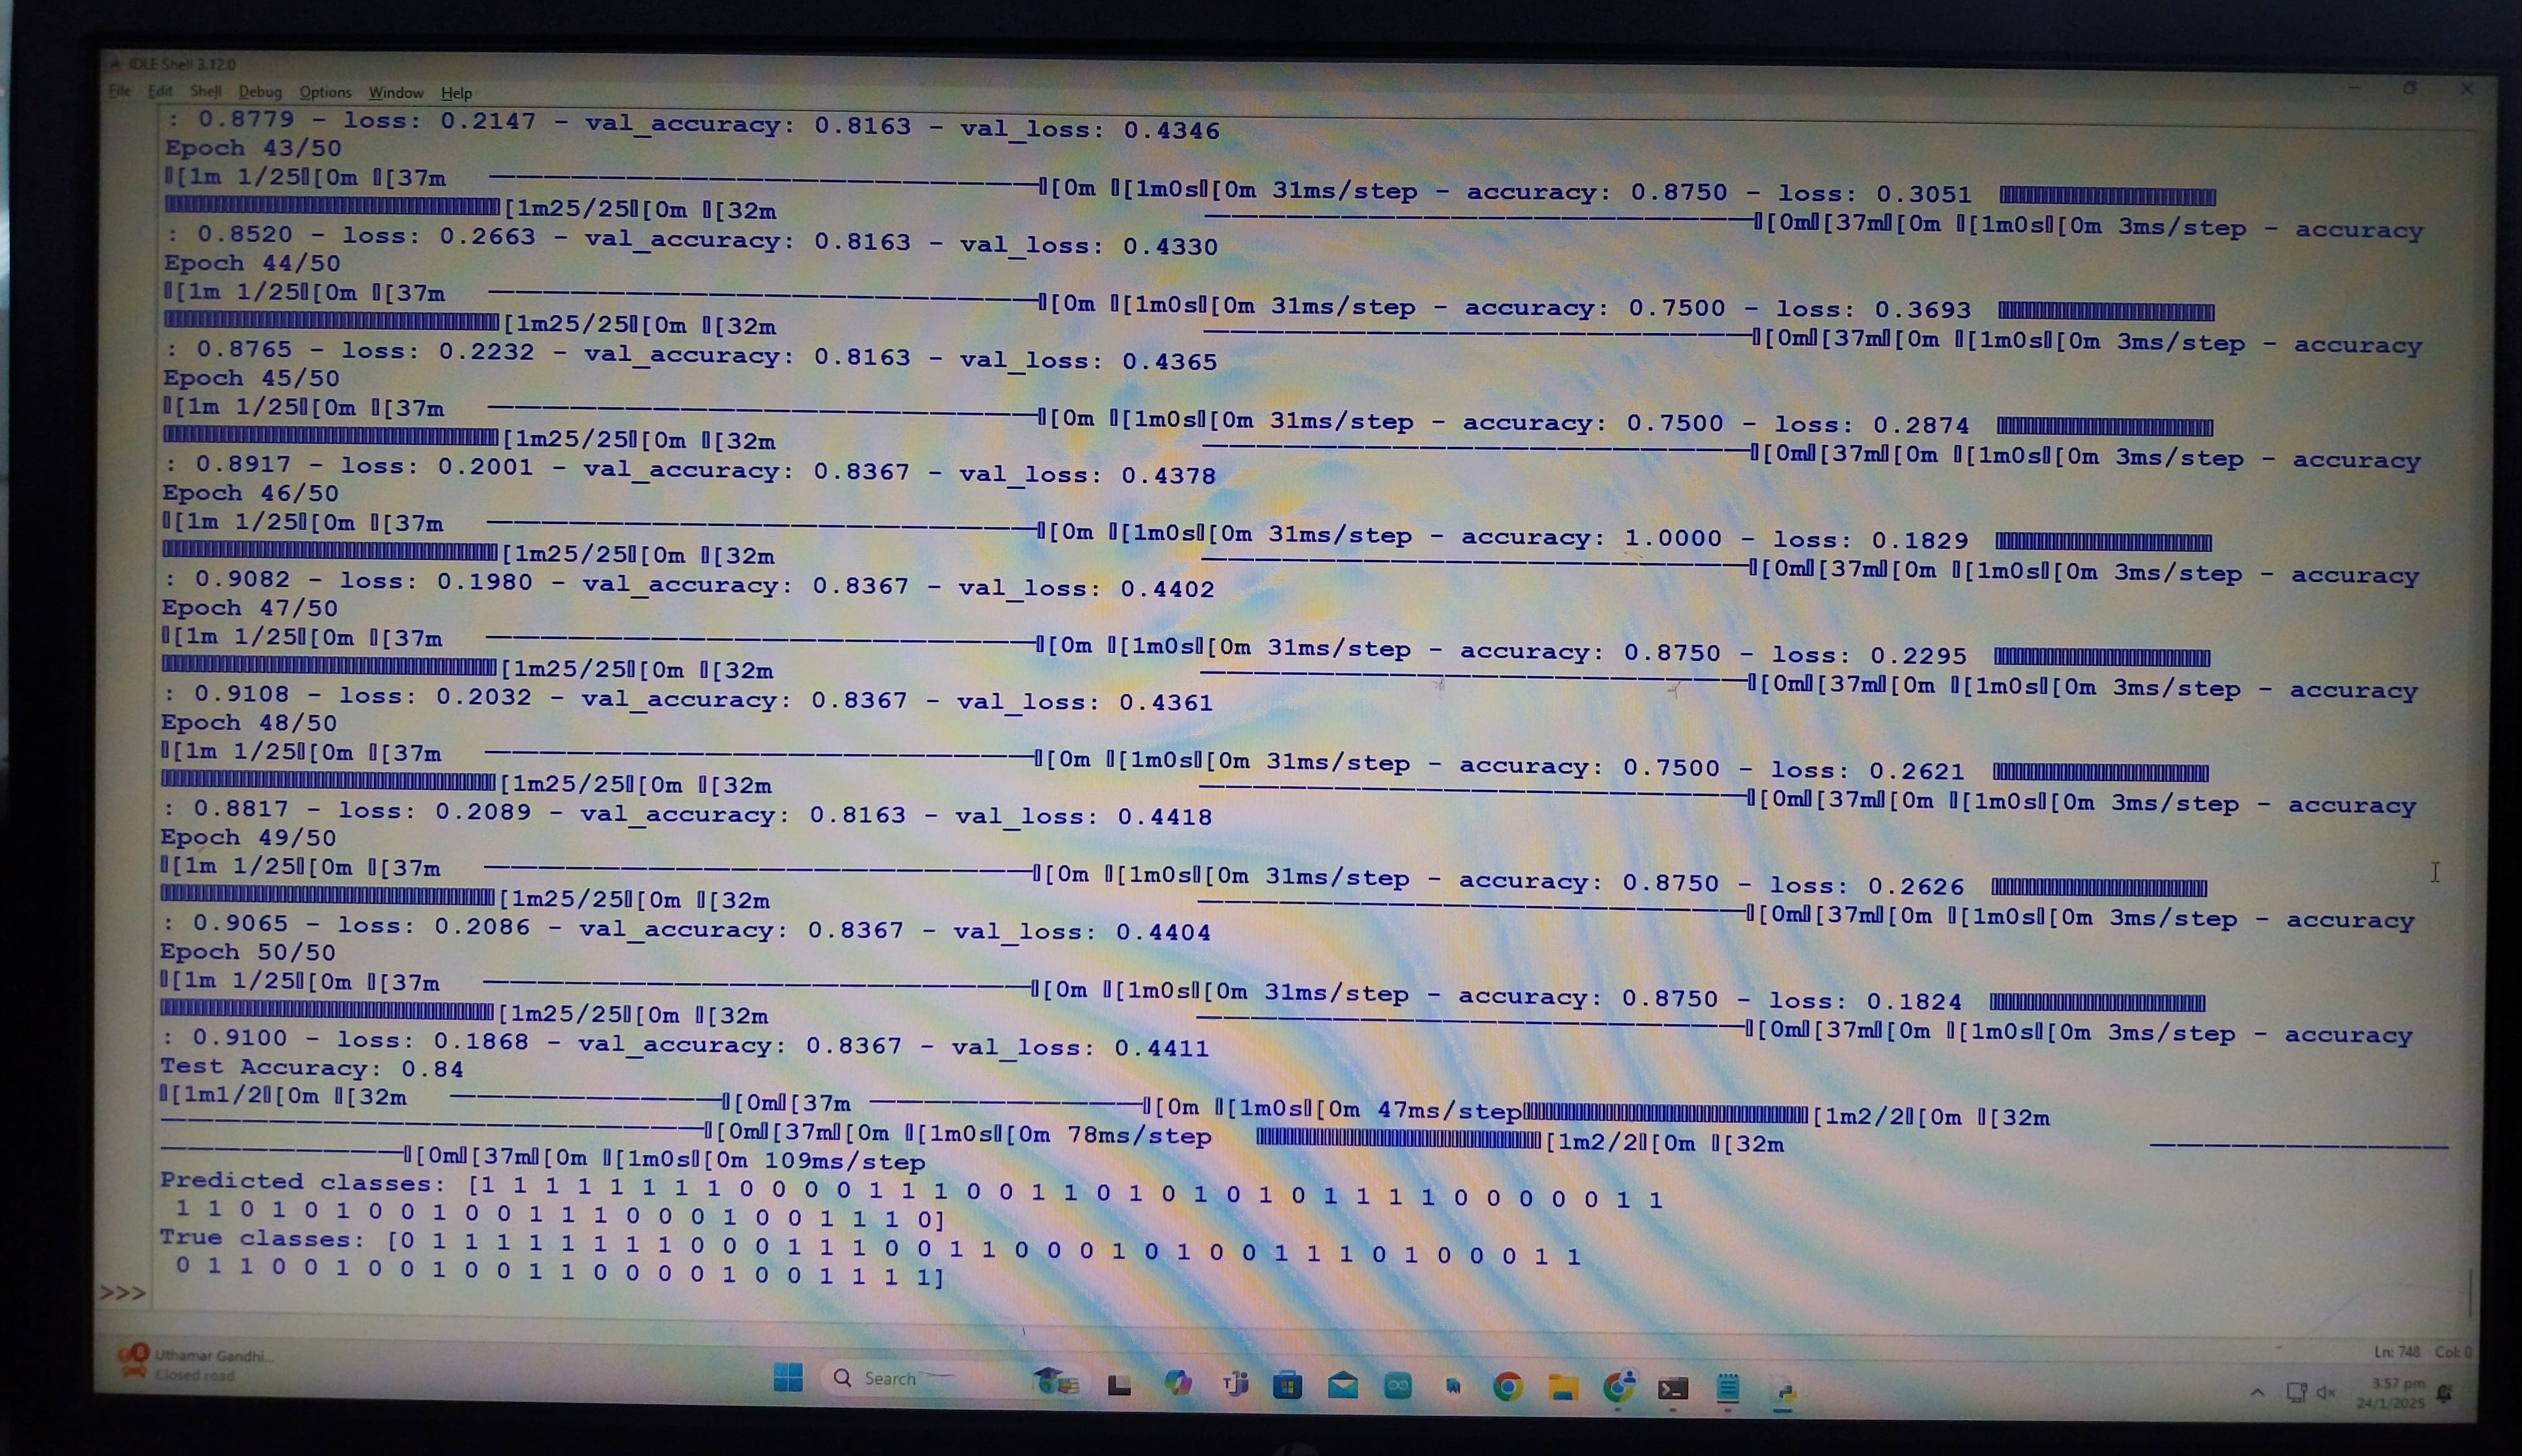 IDLE Shell 3.12.0
File Edit Shell Debug Options Window Help
: 0.8779 - loss: 0.2147 - val_accuracy: 0.8163 - val_loss: 0.4346
Epoch 43/50
[1m 1/25[0m [37m ————————————————————[0m [1m0s[0m 31ms/step - accuracy: 0.8750 - loss: 0.3051
[1m25/25[0m [32m ————————————————————[0m[37m[0m [1m0s[0m 3ms/step - accuracy
: 0.8520 - loss: 0.2663 - val_accuracy: 0.8163 - val_loss: 0.4330
Epoch 44/50
[1m 1/25[0m [37m ————————————————————[0m [1m0s[0m 31ms/step - accuracy: 0.7500 - loss: 0.3693
[1m25/25[0m [32m ————————————————————[0m[37m[0m [1m0s[0m 3ms/step - accuracy
: 0.8765 - loss: 0.2232 - val_accuracy: 0.8163 - val_loss: 0.4365
Epoch 45/50
[1m 1/25[0m [37m ————————————————————[0m [1m0s[0m 31ms/step - accuracy: 0.7500 - loss: 0.2874
[1m25/25[0m [32m ————————————————————[0m[37m[0m [1m0s[0m 3ms/step - accuracy
: 0.8917 - loss: 0.2001 - val_accuracy: 0.8367 - val_loss: 0.4378
Epoch 46/50
[1m 1/25[0m [37m ————————————————————[0m [1m0s[0m 31ms/step - accuracy: 1.0000 - loss: 0.1829
[1m25/25[0m [32m ————————————————————[0m[37m[0m [1m0s[0m 3ms/step - accuracy
: 0.9082 - loss: 0.1980 - val_accuracy: 0.8367 - val_loss: 0.4402
Epoch 47/50
[1m 1/25[0m [37m ————————————————————[0m [1m0s[0m 31ms/step - accuracy: 0.8750 - loss: 0.2295
[1m25/25[0m [32m ————————————————————[0m[37m[0m [1m0s[0m 3ms/step - accuracy
: 0.9108 - loss: 0.2032 - val_accuracy: 0.8367 - val_loss: 0.4361
Epoch 48/50
[1m 1/25[0m [37m ————————————————————[0m [1m0s[0m 31ms/step - accuracy: 0.7500 - loss: 0.2621
[1m25/25[0m [32m ————————————————————[0m[37m[0m [1m0s[0m 3ms/step - accuracy
: 0.8817 - loss: 0.2089 - val_accuracy: 0.8163 - val_loss: 0.4418
Epoch 49/50
[1m 1/25[0m [37m ————————————————————[0m [1m0s[0m 31ms/step - accuracy: 0.8750 - loss: 0.2626
[1m25/25[0m [32m ————————————————————[0m[37m[0m [1m0s[0m 3ms/step - accuracy
: 0.9065 - loss: 0.2086 - val_accuracy: 0.8367 - val_loss: 0.4404
Epoch 50/50
[1m 1/25[0m [37m ————————————————————[0m [1m0s[0m 31ms/step - accuracy: 0.8750 - loss: 0.1824
[1m25/25[0m [32m ————————————————————[0m[37m[0m [1m0s[0m 3ms/step - accuracy
: 0.9100 - loss: 0.1868 - val_accuracy: 0.8367 - val_loss: 0.4411
Test Accuracy: 0.84
[1m1/2[0m [32m ——————————[0m[37m ——————————[0m [1m0s[0m 47ms/step[1m2/2[0m [32m
————————————————————[0m[37m[0m [1m0s[0m 78ms/step [1m2/2[0m [32m ———————————
—————————[0m[37m[0m [1m0s[0m 109ms/step
Predicted classes: [1 1 1 1 1 1 1 1 0 0 0 0 1 1 1 0 0 1 1 0 1 0 1 0 1 0 1 1 1 1 0 0 0 0 0 1 1
1 1 0 1 0 1 0 0 1 0 0 1 1 1 0 0 0 1 0 0 1 1 1 0]
True classes: [0 1 1 1 1 1 1 1 1 0 0 0 1 1 1 0 0 1 1 0 0 0 1 0 1 0 0 1 1 1 0 1 0 0 0 1 1
0 1 1 0 0 1 0 0 1 0 0 1 1 0 0 0 0 1 0 0 1 1 1 1]
>>>
Ln: 748 Col: 0
Uthamar Gandhi...
Closed road
Search
3:57 pm
24/1/2025